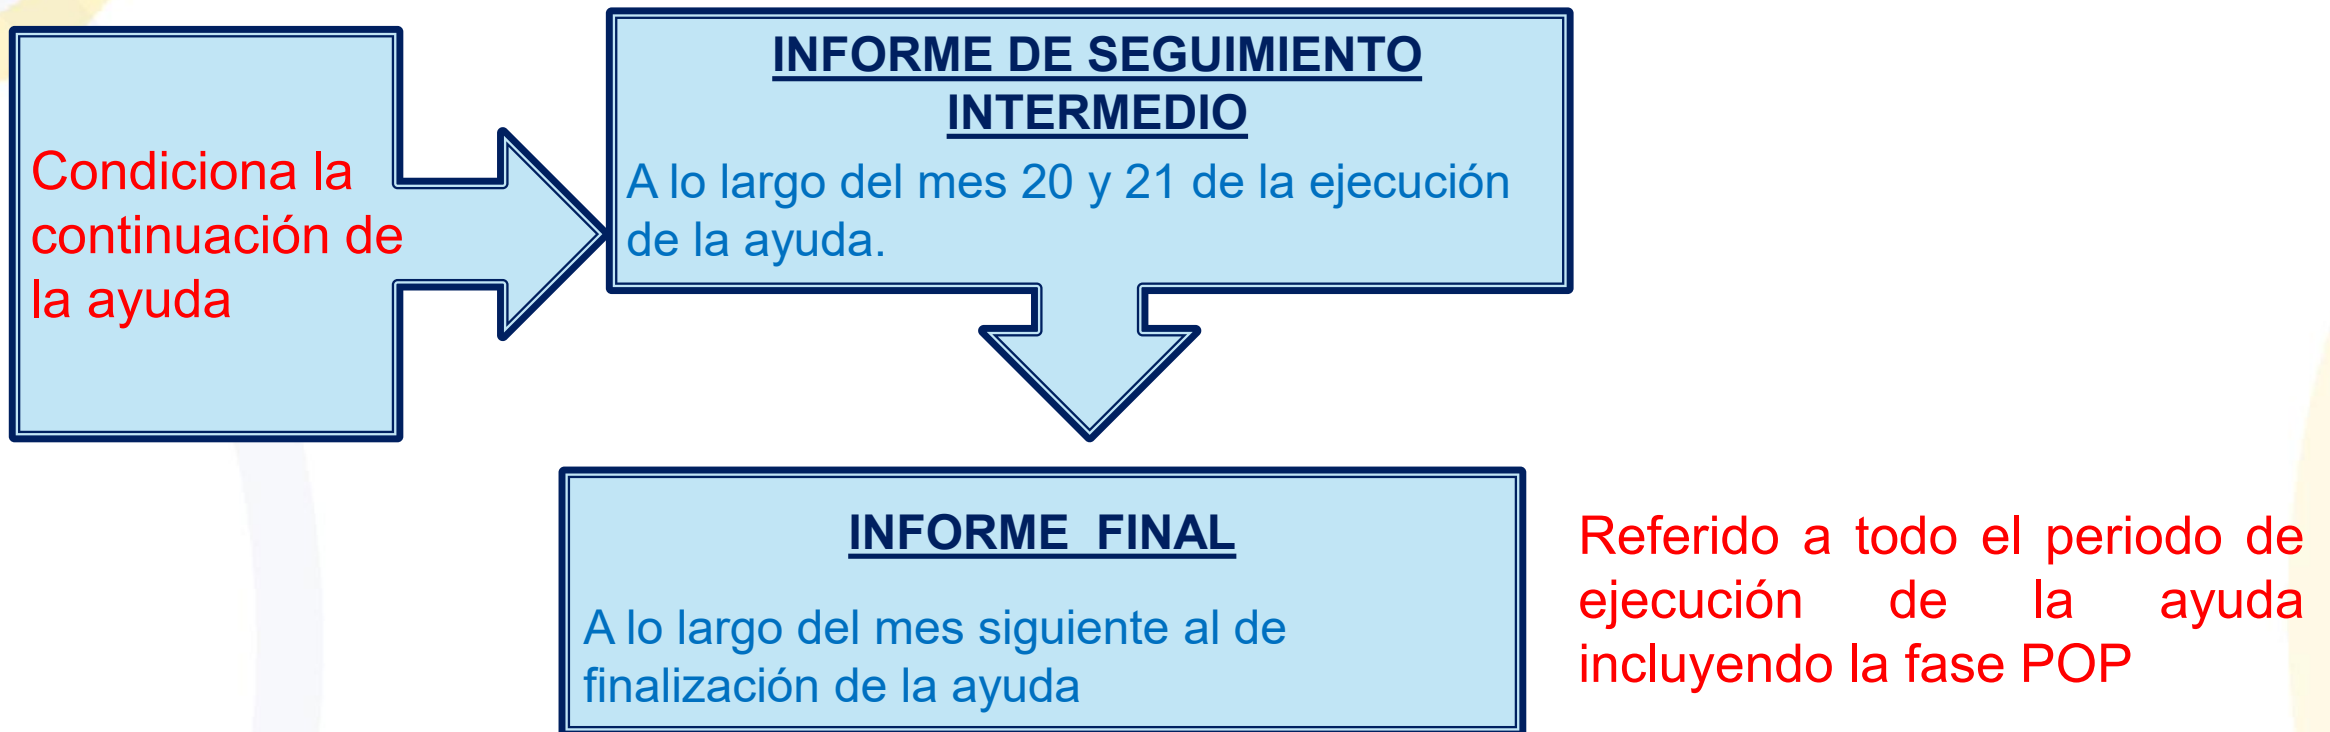 Condiciona la
continuación de
la ayuda
INFORME DE SEGUIMIENTO
INTERMEDIO
A lo largo del mes 20 y 21 de la ejecución
de la ayuda.
INFORME FINAL
A lo largo del mes siguiente al de
finalización de la ayuda
Referido a todo el periodo de
ejecución de la ayuda
incluyendo la fase POP